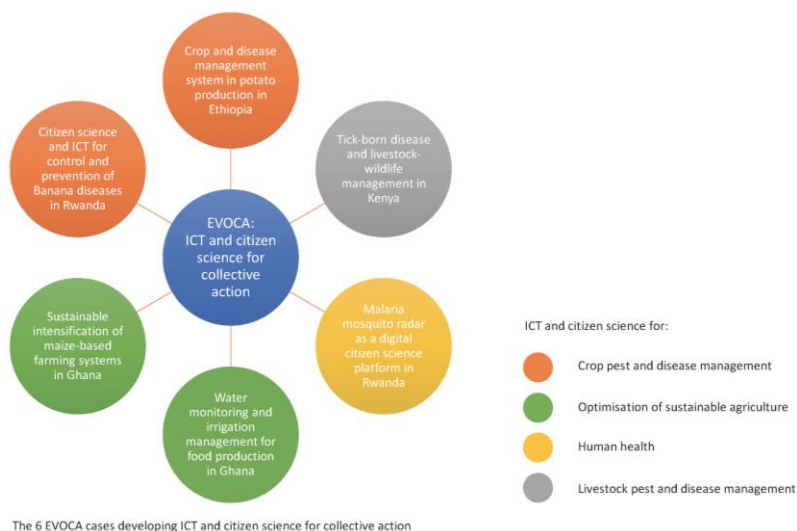 Crop and disease
management
system in potato
production in
Ethiopia
Citizen science
and ICT for
control and
prevention of
Banana diseases
in Rwanda
Tick-born disease
and livestock-
wildlife
management in
Kenya
EVOCA:
ICT and citizen
science for
collective
action
Sustainable
intensification of
maize-based
farming systems
in Ghana
Malaria
mosquito radar
as a digital
citizen science
platform in
Rwanda
Water
monitoring and
irrigation
management for
food production
in Ghana
ICT and citizen science for:
Crop pest and disease management
Optimisation of sustainable agriculture
Human health
Livestock pest and disease management
The 6 EVOCA cases developing ICT and citizen science for collective action